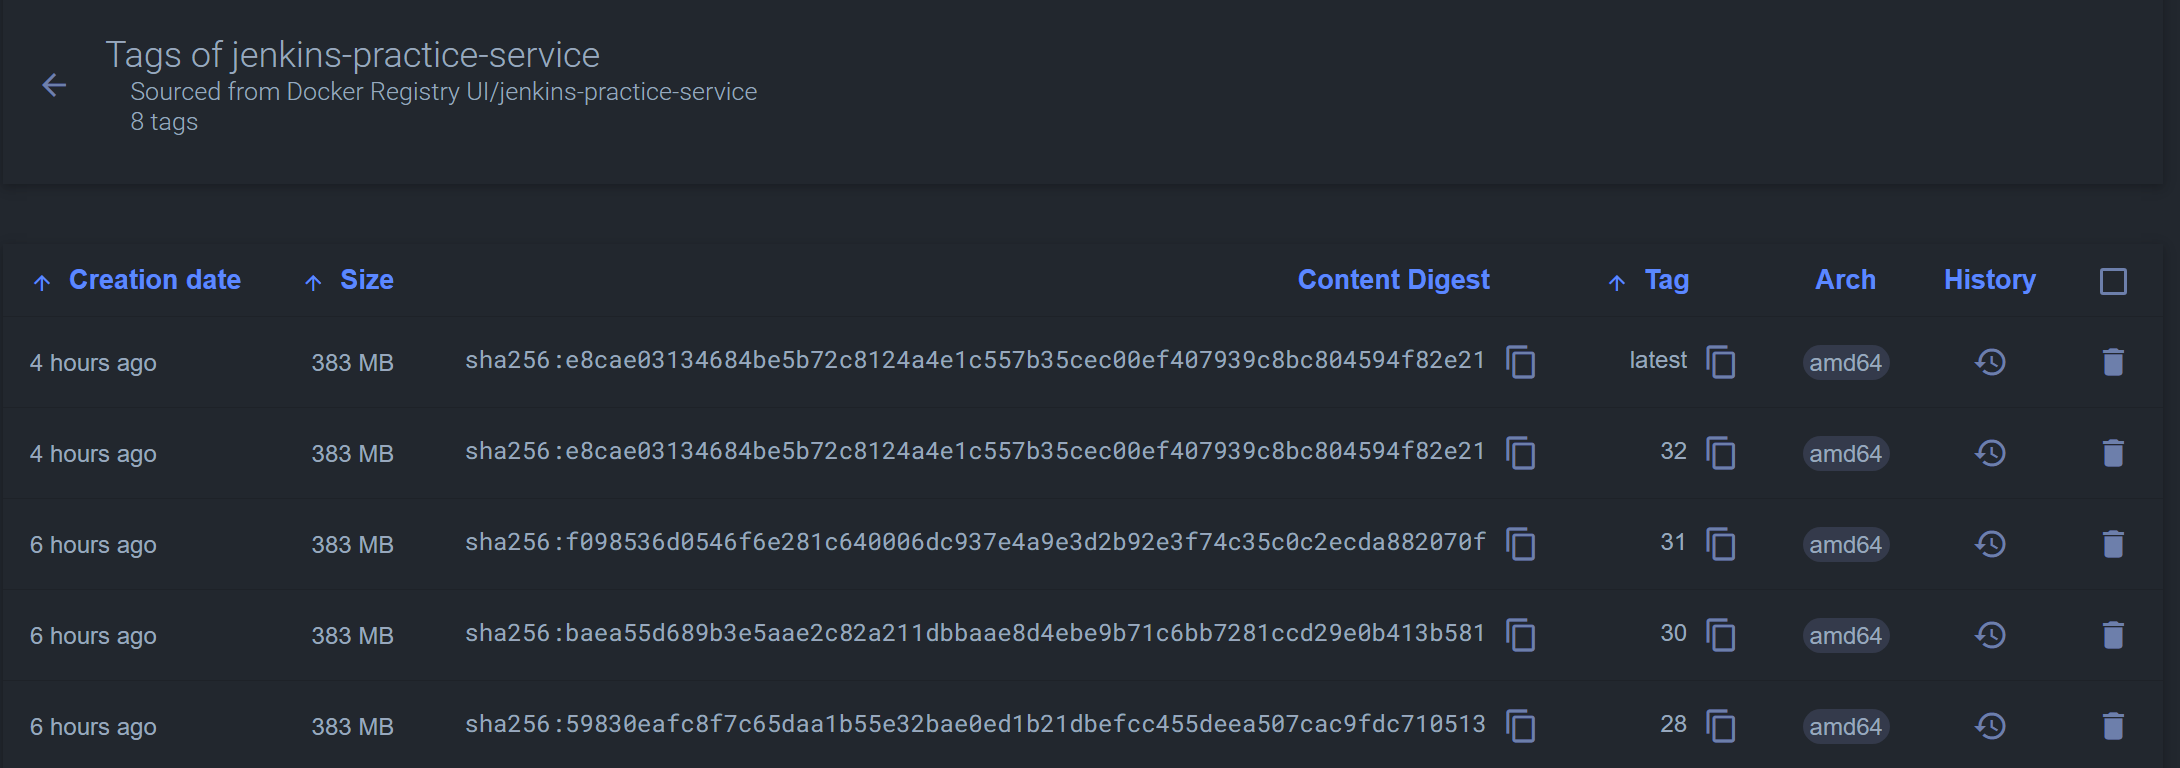 Tags of jenkins-practice-service
Sourced from Docker Registry UI/jenkins-practice-service
8 tags
Creation date Size Content Digest Tag Arch History
4 hours ago 383 MB sha256:e8cae03134684be5b72c8124a4e1c557b35cec00ef407939c8bc804594f82e21 latest amd64
4 hours ago 383 MB sha256:e8cae03134684be5b72c8124a4e1c557b35cec00ef407939c8bc804594f82e21 32 amd64
6 hours ago 383 MB sha256:f098536d0546f6e281c640006dc937e4a9e3d2b92e3f74c35c0c2ecda882070f 31 amd64
6 hours ago 383 MB sha256:baea55d689b3e5aae2c82a211dbbaae8d4ebe9b71c6bb7281ccd29e0b413b581 30 amd64
6 hours ago 383 MB sha256:59830eafc8f7c65daa1b55e32bae0ed1b21dbefcc455deea507cac9fdc710513 28 amd64